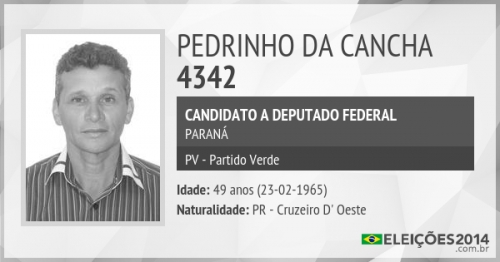 PEDRINHO DA CANCHA
4342
CANDIDATO A DEPUTADO FEDERAL
PARANÁ
PV - Partido Verde
Idade: 49 anos (23-02-1965)
Naturalidade: PR - Cruzeiro D' Oeste
ELEIÇÕES2014
.com.br